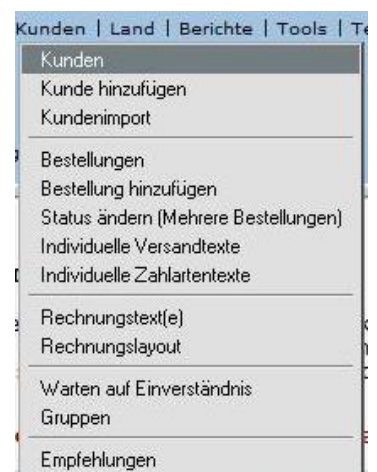 Kunden | Land | Berichte | Tools |
Kunden
Kunde hinzufügen
Kundenimport
Bestellungen
Bestellung hinzufügen
Status ändern (Mehrere Bestellungen)
Individuelle Versandtexte
Individuelle Zahlartentexte
Rechnungstext(e)
Rechnungslayout
Warten auf Einverständnis
Gruppen
Empfehlungen